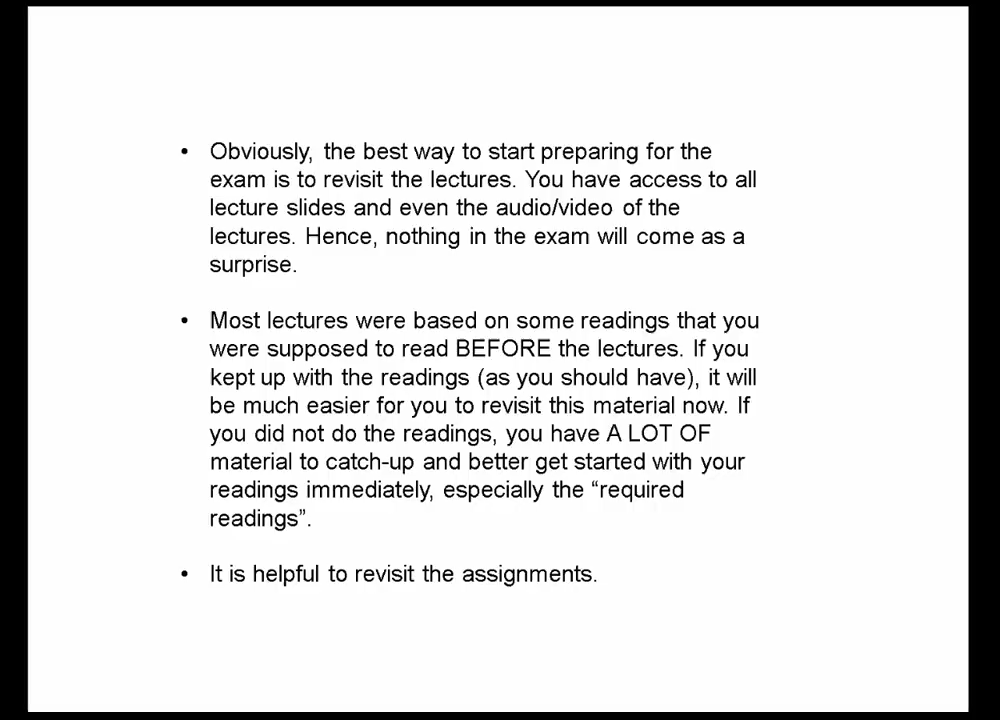 • Obviously, the best way to start preparing for the
exam is to revisit the lectures. You have access to all
lecture slides and even the audio/video of the
lectures. Hence, nothing in the exam will come as a
surprise.
• Most lectures were based on some readings that you
were supposed to read BEFORE the lectures. If you
kept up with the readings (as you should have), it will
be much easier for you to revisit this material now. If
you did not do the readings, you have A LOT OF
material to catch-up and better get started with your
readings immediately, especially the “required
readings”.
• It is helpful to revisit the assignments.